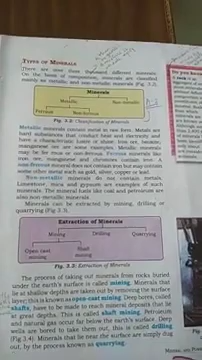 TYPES OF MINERALS
There are over three thousand different minerals.
On the basis of composition, minerals are classified
mainly as metallic and non-metallic minerals (Fig. 3.2).
Minerals
Metallic
Non-metallic
Ferrous
Non-ferrous
Fig. 3.2: Classification of Minerals
Metallic minerals contain metal in raw form. Metals are
hard substances that conduct heat and electricity and
have a characteristic lustre or shine. Iron ore, bauxite,
manganese ore are some examples. Metallic minerals
may be ferrous or non-ferrous. Ferrous minerals like
iron ore, manganese and chromites contain iron. A
non-ferrous mineral does not contain iron but may contain
some other metal such as gold, silver, copper or lead.
Non-metallic minerals do not contain metals.
Limestone, mica and gypsum are examples of such
minerals. The mineral fuels like coal and petroleum are
also non-metallic minerals.
Minerals can be extracted by mining, drilling or
quarrying (Fig. 3.3).
Extraction of Minerals
Mining
Drilling
Quarrying
Open cast
mining
Shaft
mining
Fig. 3.3: Extraction of Minerals
The process of taking out minerals from rocks buried
under the earth's surface is called mining. Minerals that
lie at shallow depths are taken out by removing the surface
layer; this is known as open-cast mining. Deep bores, called
shafts, have to be made to reach mineral deposits that lie
at great depths. This is called shaft mining. Petroleum
and natural gas occur far below the earth's surface. Deep
wells are bored to take them out, this is called drilling
(Fig 3.4). Minerals that lie near the surface are simply dug
out, by the process known as quarrying.